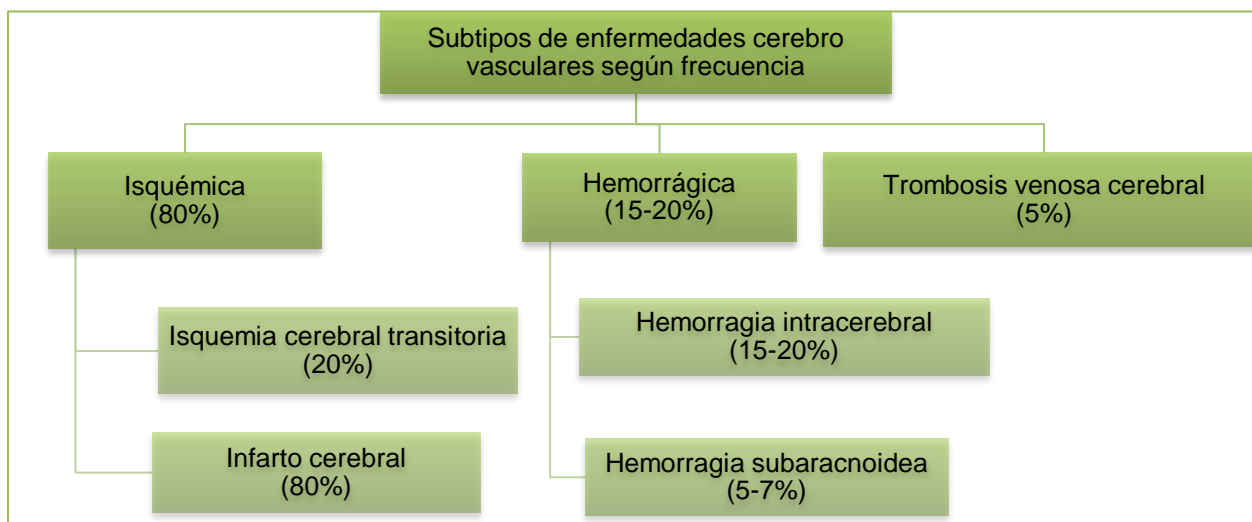 Subtipos de enfermedades cerebro
vasculares según frecuencia
Isquémica
(80%)
Hemorrágica
(15-20%)
Trombosis venosa cerebral
(5%)
Isquemia cerebral transitoria
(20%)
Hemorragia intracerebral
(15-20%)
Infarto cerebral
(80%)
Hemorragia subaracnoidea
(5-7%)